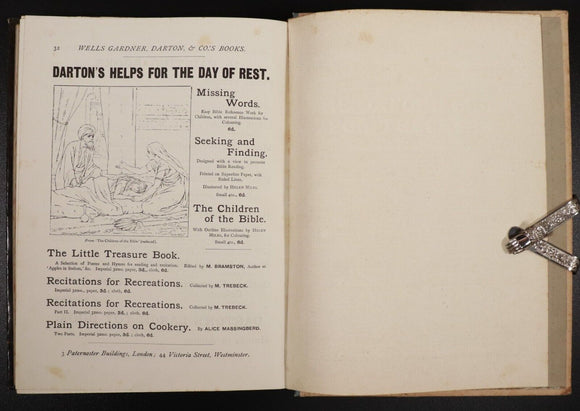 32 WELLS GARDNER, DARTON, & CO.'S BOOKS.
DARTON'S HELPS FOR THE DAY OF REST.
Missing
Words.
Easy Bible Reference Work for
Children, with several Illustrations for
Colouring.
6d.
Seeking and
Finding.
Designed with a view to promote
Bible Reading.
Printed on Superfine Paper, with
Ruled Lines.
Illustrated by HELEN MILES.
Small 4to., 6d.
The Children
of the Bible.
With Outline Illustrations by HELEN
MILES, for Colouring.
Small 4to., 6d.
From 'The Children of the Bible' (reduced).
The Little Treasure Book.
A Selection of Poems and Hymns for reading and recitation. Edited by M. BRAMSTON, Author of
'Apples in Sodom,' &c. Imperial 32mo. paper, 3d.; cloth, 6d.
Recitations for Recreations. Collected by M. TREBECK.
Imperial 32mo., paper, 3d.; cloth, 6d.
Recitations for Recreations. Collected by M. TREBECK.
Part II. Imperial 32mo. paper, 3d.; cloth, 6d.
Plain Directions on Cookery. By ALICE MASSINGBERD.
Two Parts. Imperial 32mo. paper, 3d.; cloth, 6d.
3 Paternoster Buildings, London; 44 Victoria Street, Westminster.